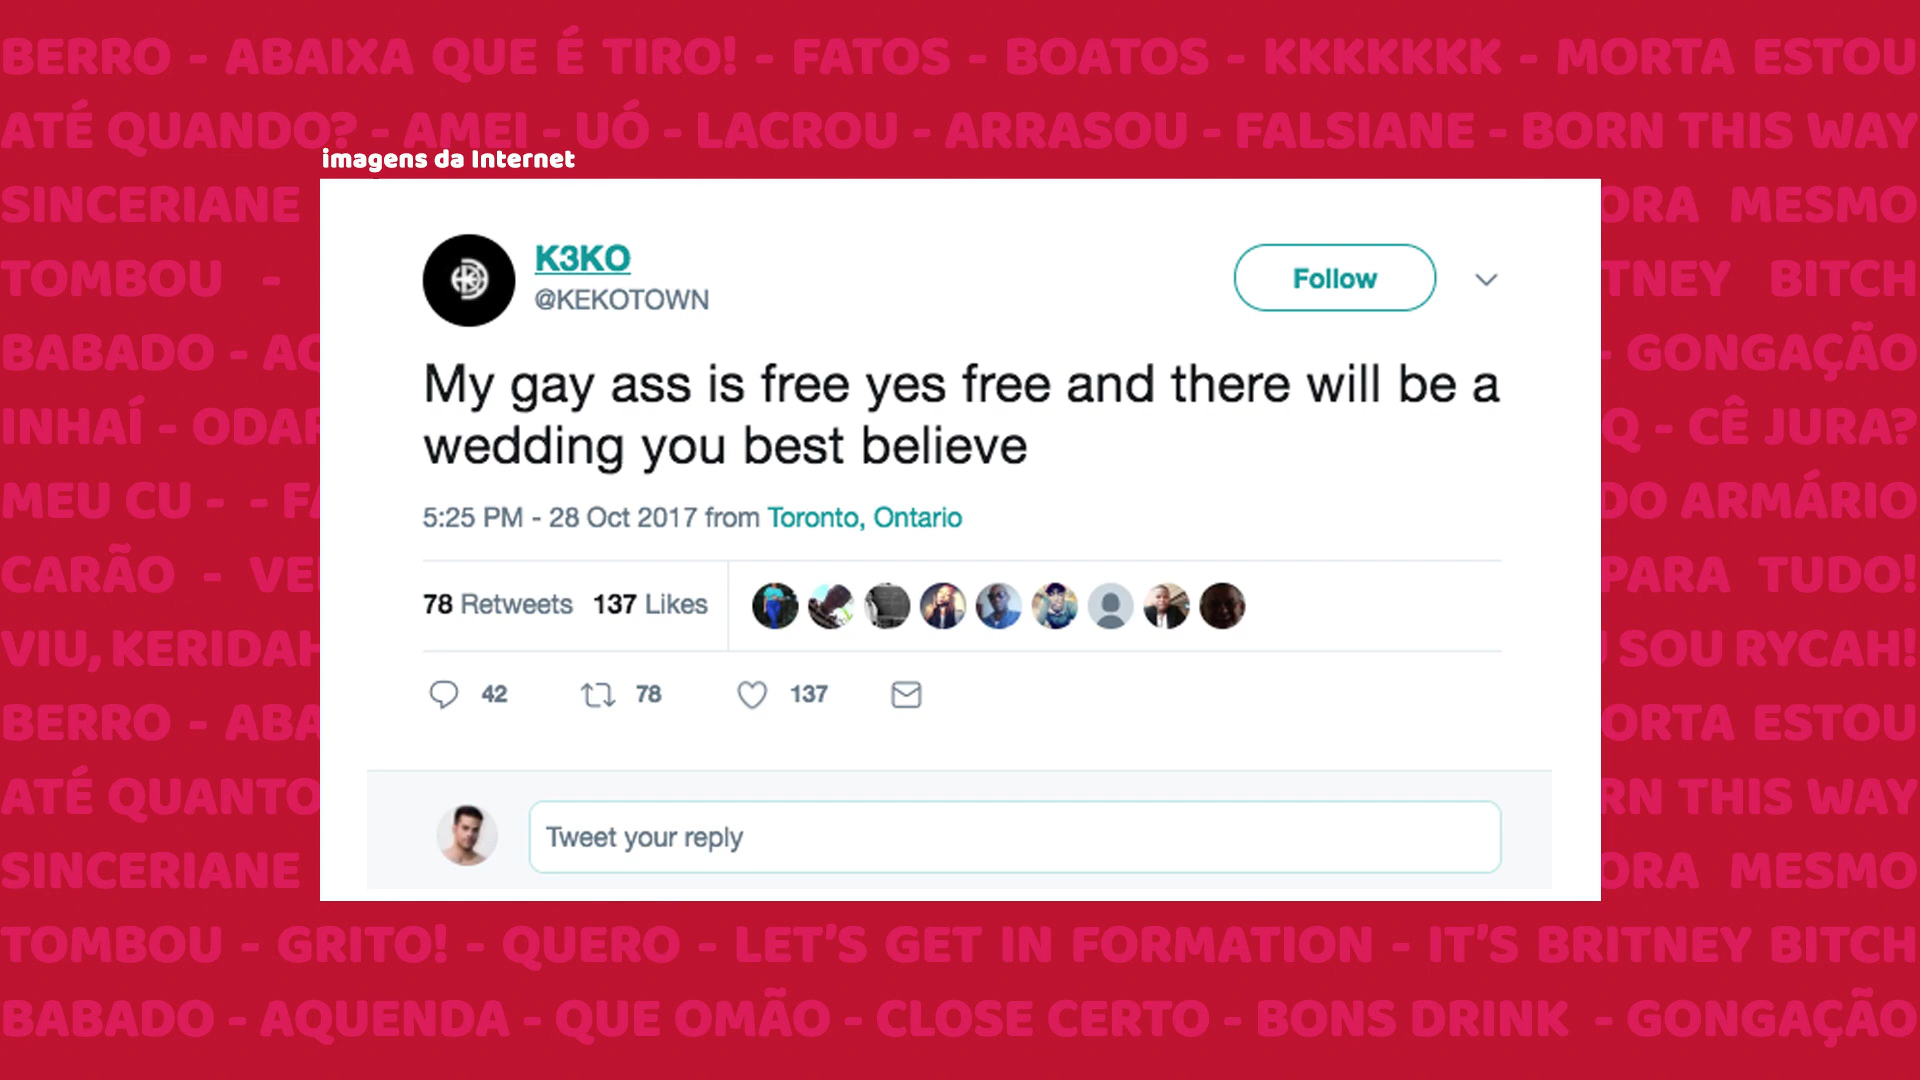 BERRO - ABAIXA QUE É TIRO! - FATOS - BOATOS - KKKKKKK - MORTA ESTOU
ATÉ QUANDO? - AMEI - UÓ - LACROU - ARRASOU - FALSIANE - BORN THIS WAY
imagens da Internet
SINCERIANE
ORA MESMO
TOMBOU -
TNEY BITCH
BABADO -
- GONGAÇÃO
INHAÍ -
- CÊ JURA?
MEU CU - -
DO ARMÁRIO
CARÃO -
PARA TUDO!
VIU, KERIDAH
SOU RYCAH!
BERRO -
ORTA ESTOU
ATÉ QUANTO
RN THIS WAY
SINCERIANE
ORA MESMO
K3KO
@KEKOTOWN
Follow
My gay ass is free yes free and there will be a
wedding you best believe
5:25 PM - 28 Oct 2017 from Toronto, Ontario
78 Retweets 137 Likes
42 78 137
Tweet your reply
TOMBOU - GRITO! - QUERO - LET'S GET IN FORMATION - IT'S BRITNEY BITCH
BABADO - AQUENDA - QUE OMÃO - CLOSE CERTO - BONS DRINK - GONGAÇÃO